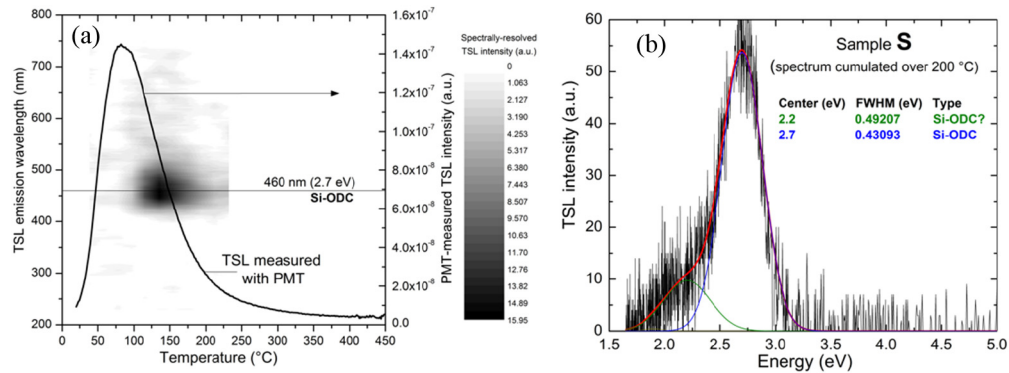 (a)
TSL emission wavelength (nm)
800
700
600
500
400
300
200
0 50 100 150 200 250 300 350 400 450
Temperature (°C)
460 nm (2.7 eV)
Si-ODC
TSL measured
with PMT
1.6x10⁻⁷
1.4x10⁻⁷
1.2x10⁻⁷
1.0x10⁻⁷
8.0x10⁻⁸
6.0x10⁻⁸
4.0x10⁻⁸
2.0x10⁻⁸
0.0
PMT-measured TSL intensity (a.u.)
Spectrally-resolved
TSL intensity (a.u.)
0
1.063
2.127
3.190
4.253
5.317
6.380
7.443
8.507
9.570
10.63
11.70
12.76
13.82
14.89
15.95
(b)
TSL intensity (a.u.)
60
50
40
30
20
10
0
1.5 2.0 2.5 3.0 3.5 4.0 4.5 5.0
Energy (eV)
Sample S
(spectrum cumulated over 200 °C)
Center (eV) FWHM (eV) Type
2.2 0.49207 Si-ODC?
2.7 0.43093 Si-ODC